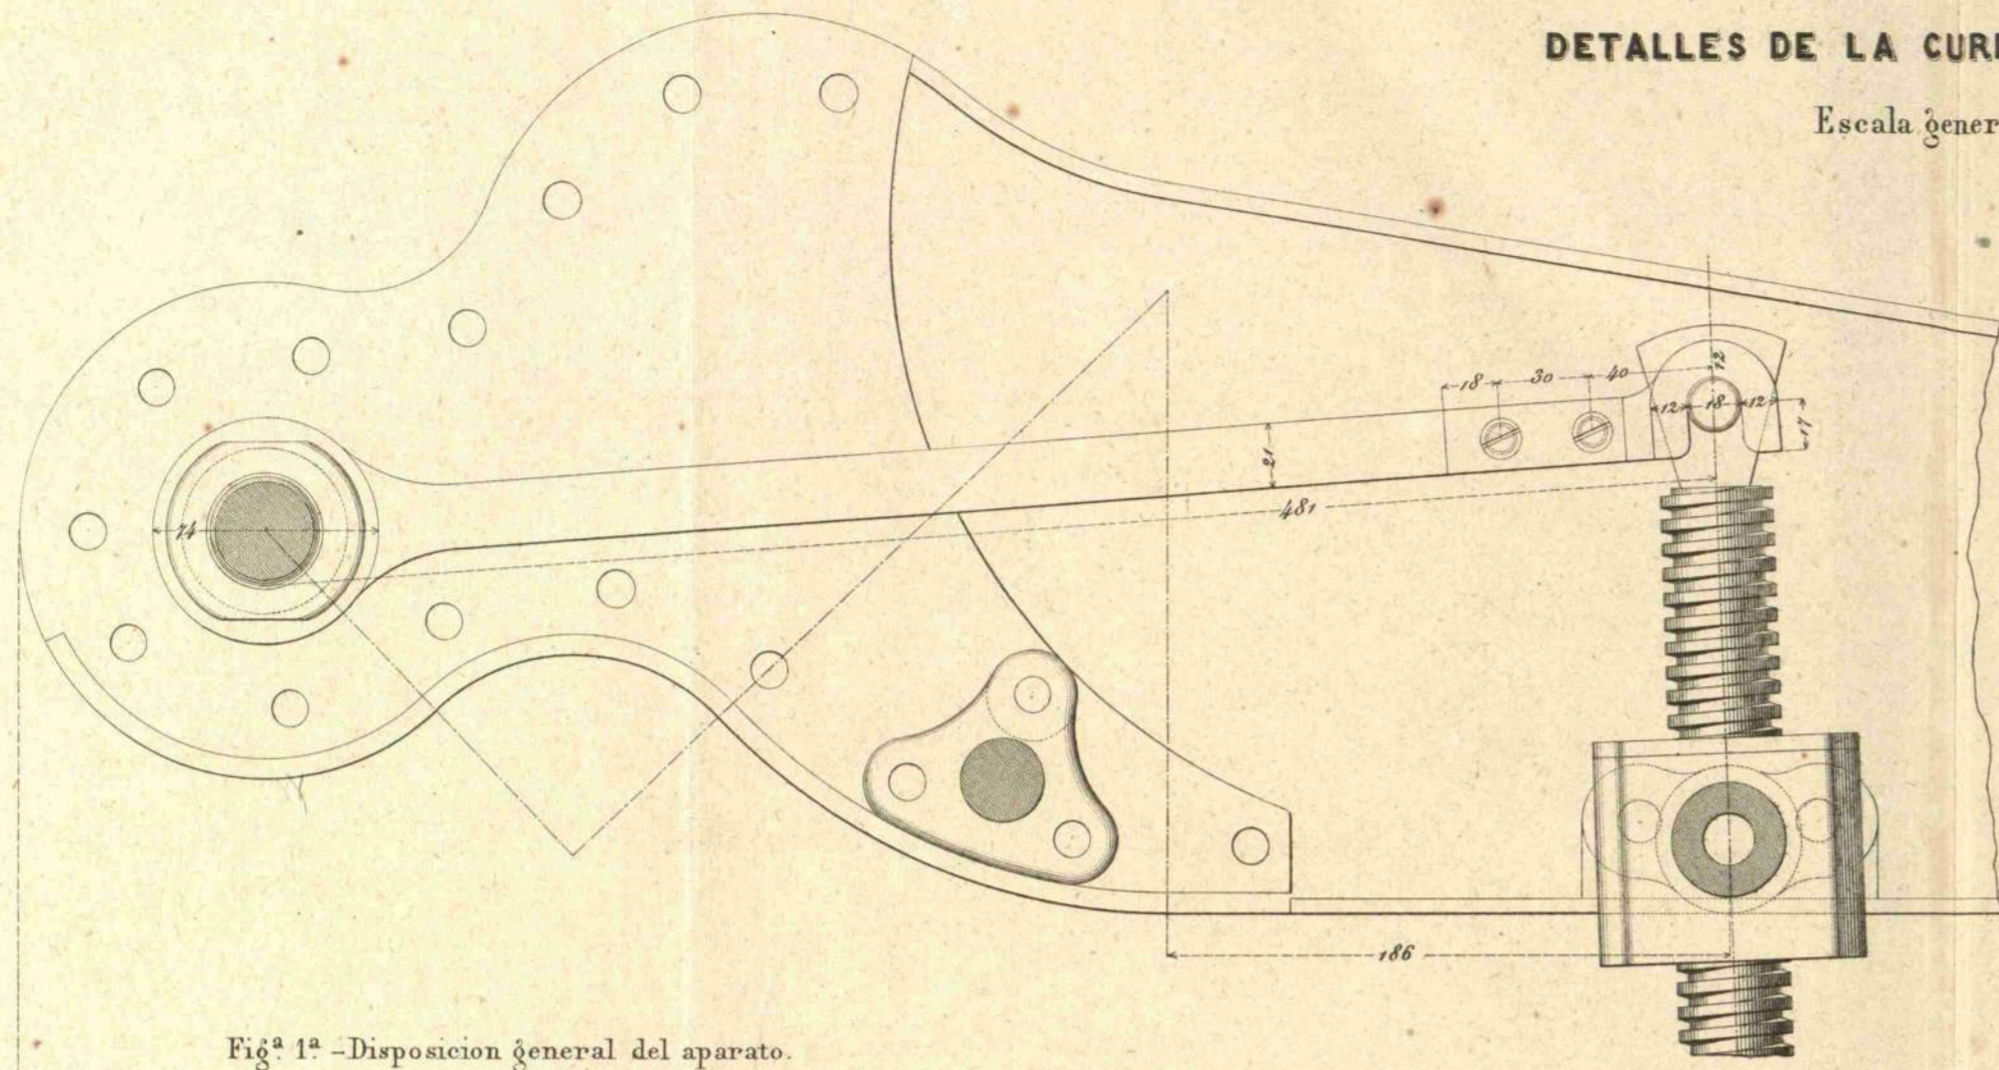 DETALLES DE LA CURE
Escala gener
18 30 40 12
12 18 12
17
21
481
74
186
Figª 1ª - Disposicion general del aparato.